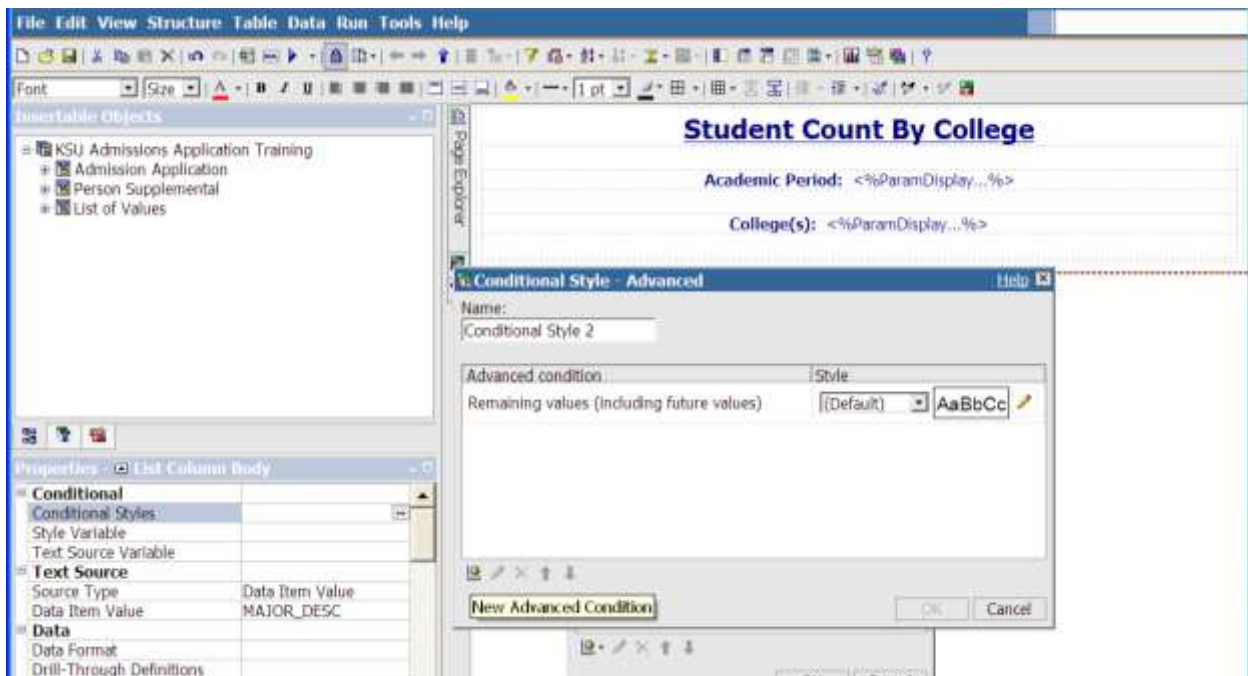 File Edit View Structure Table Data Run Tools Help
Font Size 1 pt
Insertable Objects
KSU Admissions Application Training
Admission Application
Person Supplemental
List of Values
Page Explorer
Student Count By College
Academic Period: <%ParamDisplay...%>
College(s): <%ParamDisplay...%>
Conditional Style - Advanced Help
Name:
Conditional Style 2
Advanced condition Style
Remaining values (including future values) (Default) AaBbCc
New Advanced Condition
OK Cancel
Properties - List Column Body
Conditional
Conditional Styles
Style Variable
Text Source Variable
Text Source
Source Type Data Item Value
Data Item Value MAJOR_DESC
Data
Data Format
Drill-Through Definitions